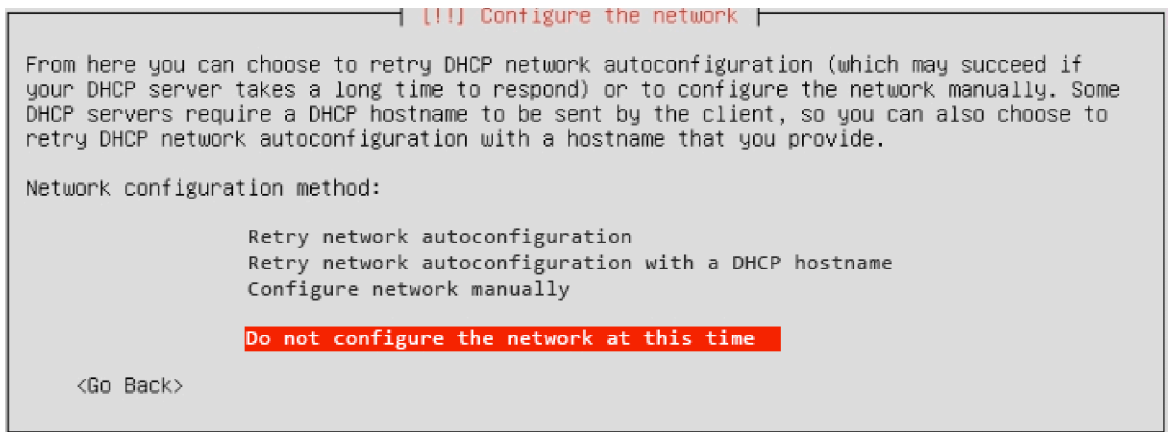 [!!] Configure the network
From here you can choose to retry DHCP network autoconfiguration (which may succeed if
your DHCP server takes a long time to respond) or to configure the network manually. Some
DHCP servers require a DHCP hostname to be sent by the client, so you can also choose to
retry DHCP network autoconfiguration with a hostname that you provide.
Network configuration method:
Retry network autoconfiguration
Retry network autoconfiguration with a DHCP hostname
Configure network manually
Do not configure the network at this time
<Go Back>